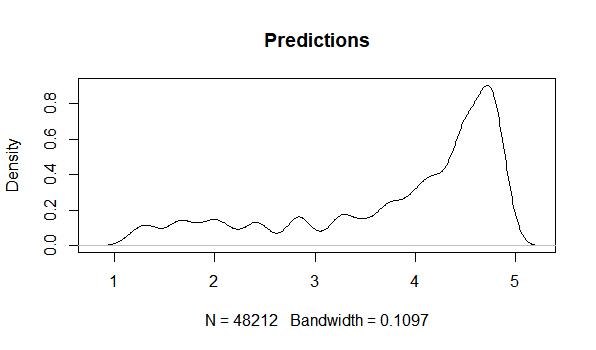 Predictions
Density
0.0 0.2 0.4 0.6 0.8
1 2 3 4 5
N = 48212 Bandwidth = 0.1097